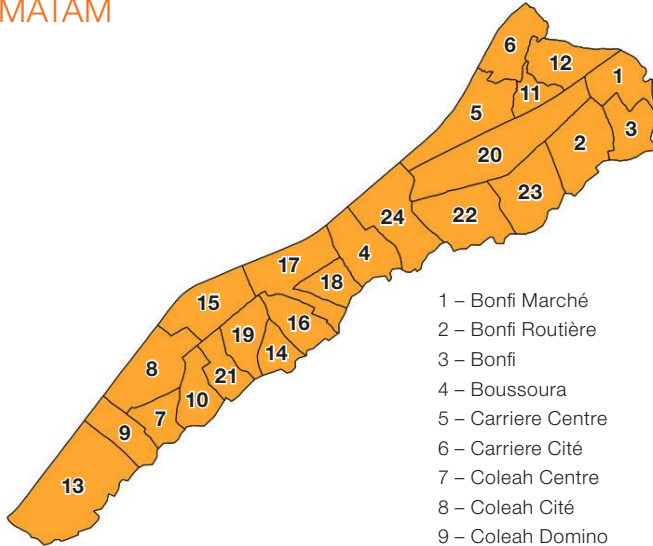 MATAM
6
12
1
11
5
3
2
20
23
24
22
4
17
18
15
16
19
14
8
21
10
7
9
13
1 – Bonfi Marché
2 – Bonfi Routière
3 – Bonfi
4 – Boussoura
5 – Carriere Centre
6 – Carriere Cité
7 – Coleah Centre
8 – Coleah Cité
9 – Coleah Domino